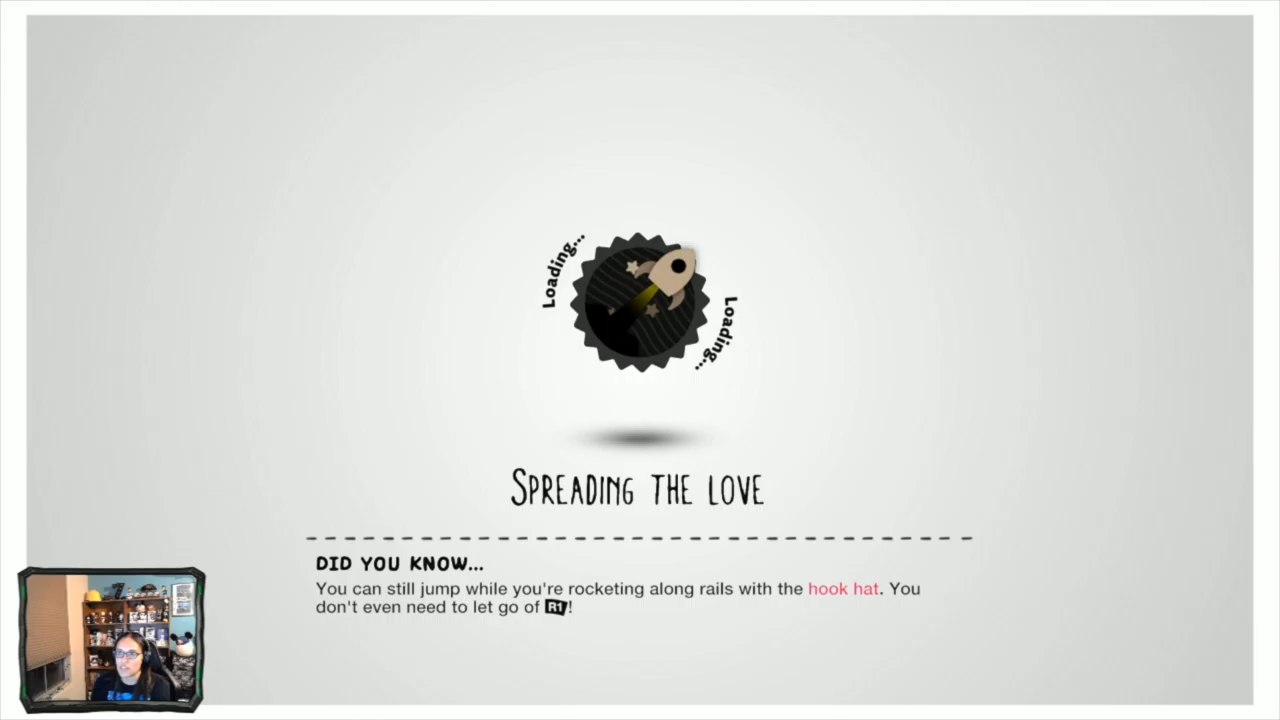 Loading...
Loading...
Spreading the love
DID YOU KNOW...
You can still jump while you're rocketing along rails with the hook hat. You
don't even need to let go of R1!